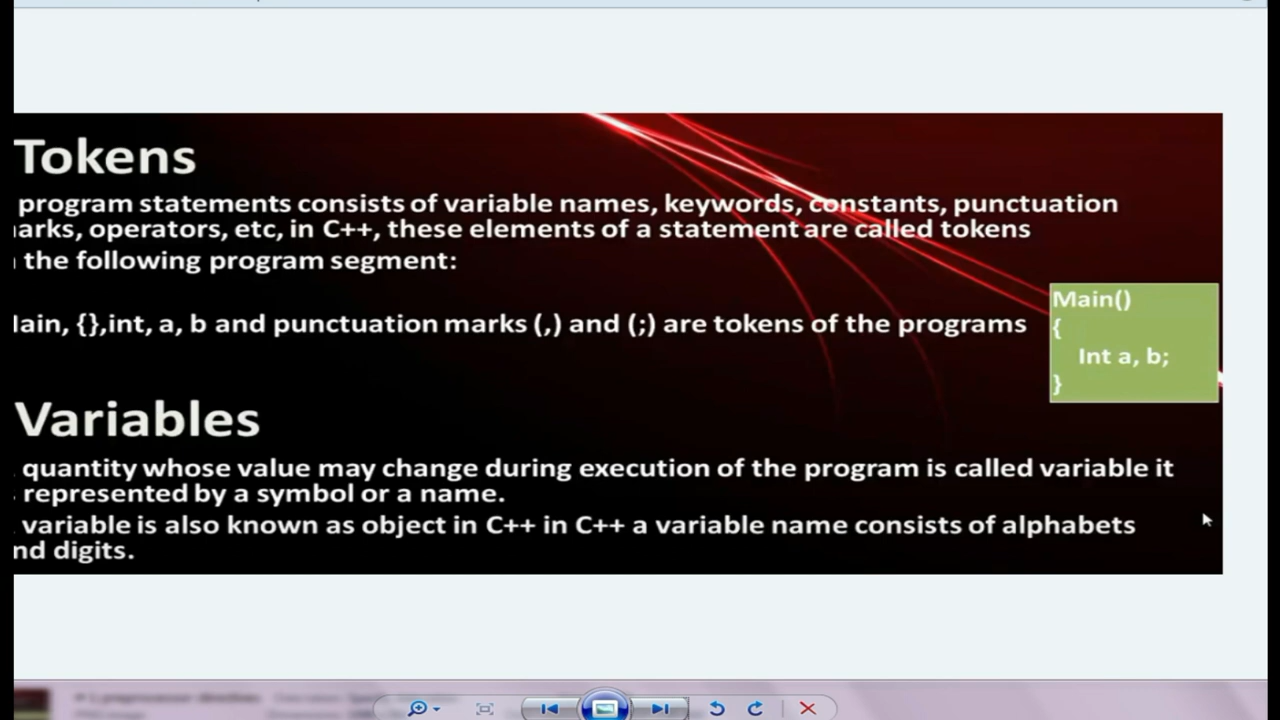 Tokens
program statements consists of variable names, keywords, constants, punctuation
arks, operators, etc, in C++, these elements of a statement are called tokens
the following program segment:
Main()
{
Int a, b;
}
ain, {},int, a, b and punctuation marks (,) and (;) are tokens of the programs
Variables
quantity whose value may change during execution of the program is called variable it
represented by a symbol or a name.
variable is also known as object in C++ in C++ a variable name consists of alphabets
nd digits.